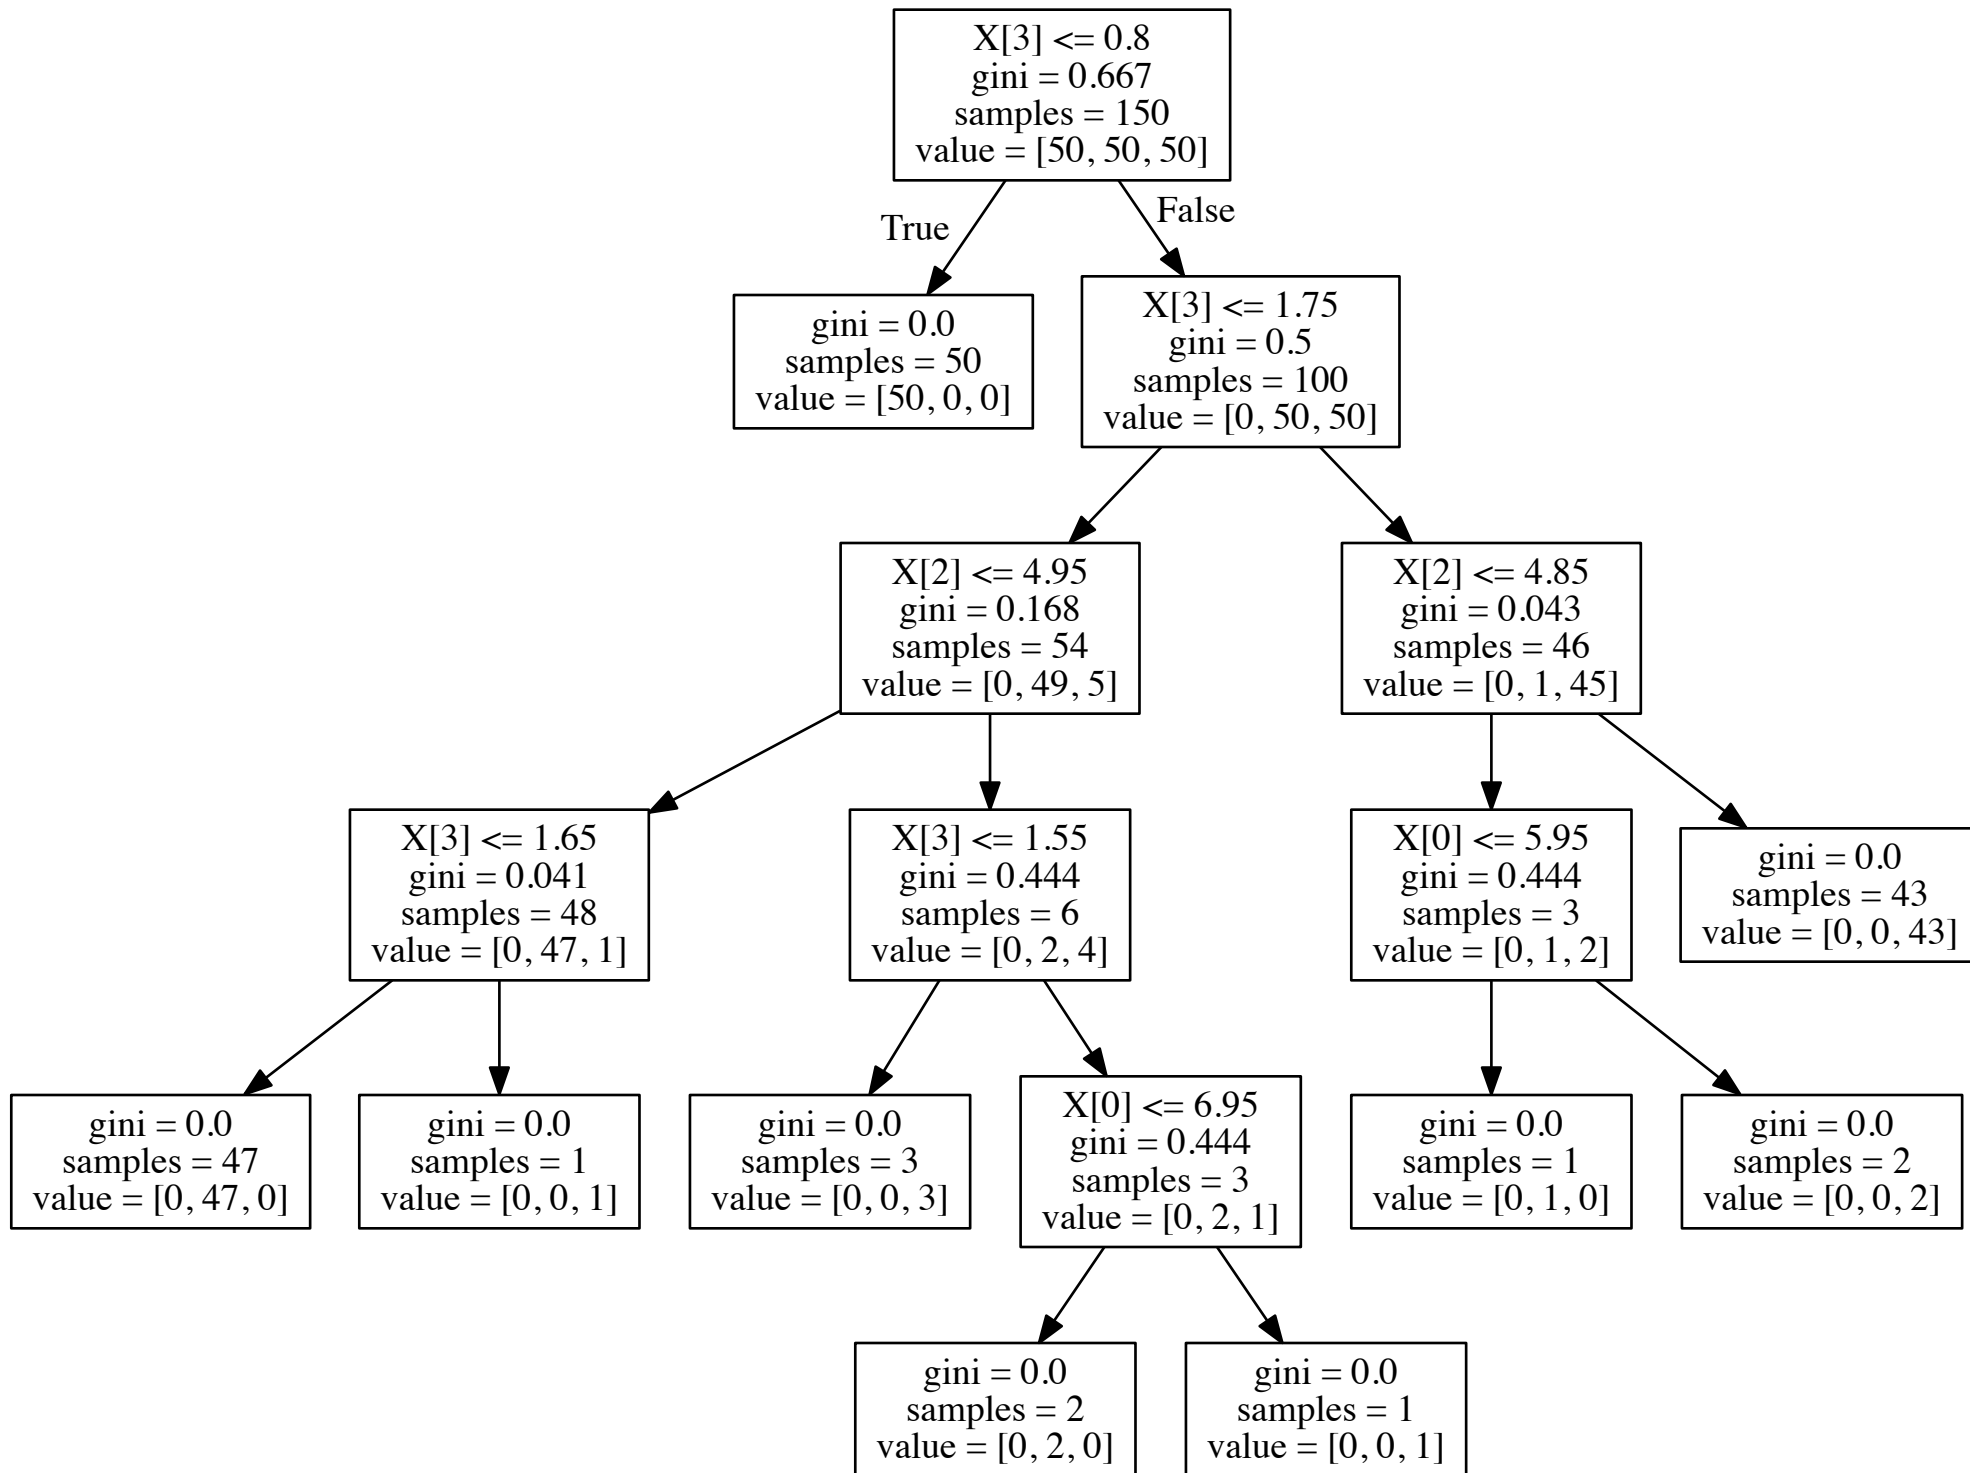 X[3] <= 0.8
gini = 0.667
samples = 150
value = [50, 50, 50]
True
False
gini = 0.0
samples = 50
value = [50, 0, 0]
X[3] <= 1.75
gini = 0.5
samples = 100
value = [0, 50, 50]
X[2] <= 4.95
gini = 0.168
samples = 54
value = [0, 49, 5]
X[2] <= 4.85
gini = 0.043
samples = 46
value = [0, 1, 45]
X[3] <= 1.65
gini = 0.041
samples = 48
value = [0, 47, 1]
X[3] <= 1.55
gini = 0.444
samples = 6
value = [0, 2, 4]
X[0] <= 5.95
gini = 0.444
samples = 3
value = [0, 1, 2]
gini = 0.0
samples = 43
value = [0, 0, 43]
gini = 0.0
samples = 47
value = [0, 47, 0]
gini = 0.0
samples = 1
value = [0, 0, 1]
gini = 0.0
samples = 3
value = [0, 0, 3]
X[0] <= 6.95
gini = 0.444
samples = 3
value = [0, 2, 1]
gini = 0.0
samples = 1
value = [0, 1, 0]
gini = 0.0
samples = 2
value = [0, 0, 2]
gini = 0.0
samples = 2
value = [0, 2, 0]
gini = 0.0
samples = 1
value = [0, 0, 1]